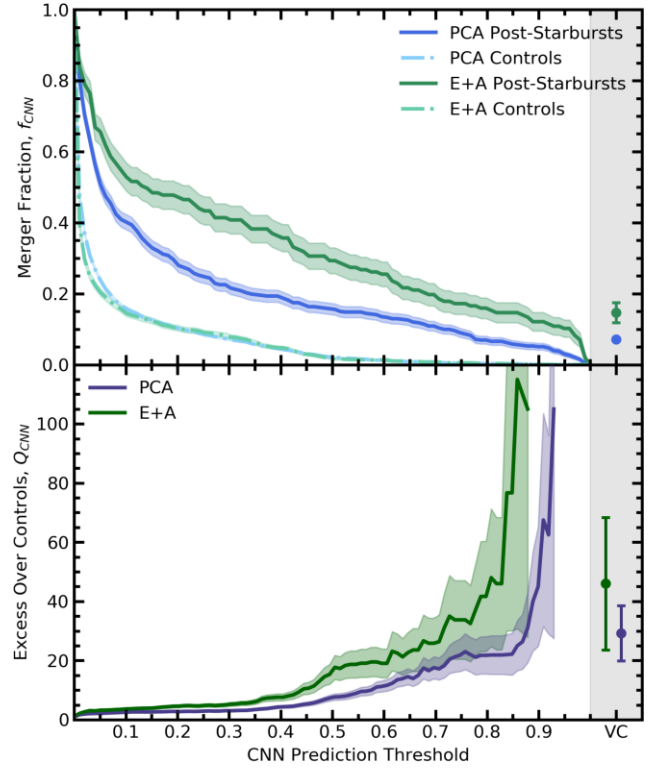 1.0
0.8
0.6
0.4
0.2
0.0
Merger Fraction, f_CNN
PCA Post-Starbursts
PCA Controls
E+A Post-Starbursts
E+A Controls
PCA
E+A
100
80
60
40
20
0
Excess Over Controls, Q_CNN
0.1 0.2 0.3 0.4 0.5 0.6 0.7 0.8 0.9 VC
CNN Prediction Threshold